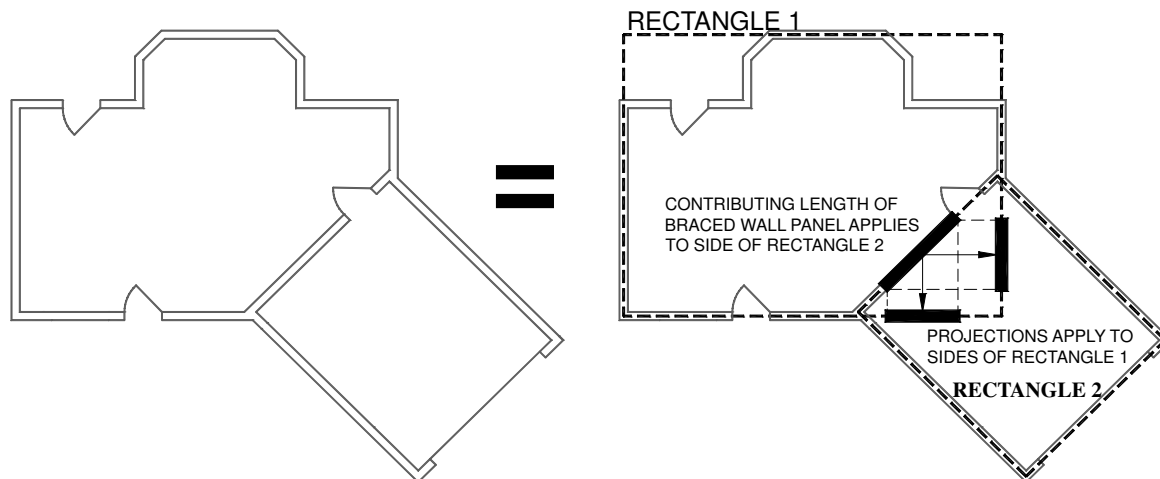 RECTANGLE 1
CONTRIBUTING LENGTH OF
BRACED WALL PANEL APPLIES
TO SIDE OF RECTANGLE 2
PROJECTIONS APPLY TO
SIDES OF RECTANGLE 1
RECTANGLE 2